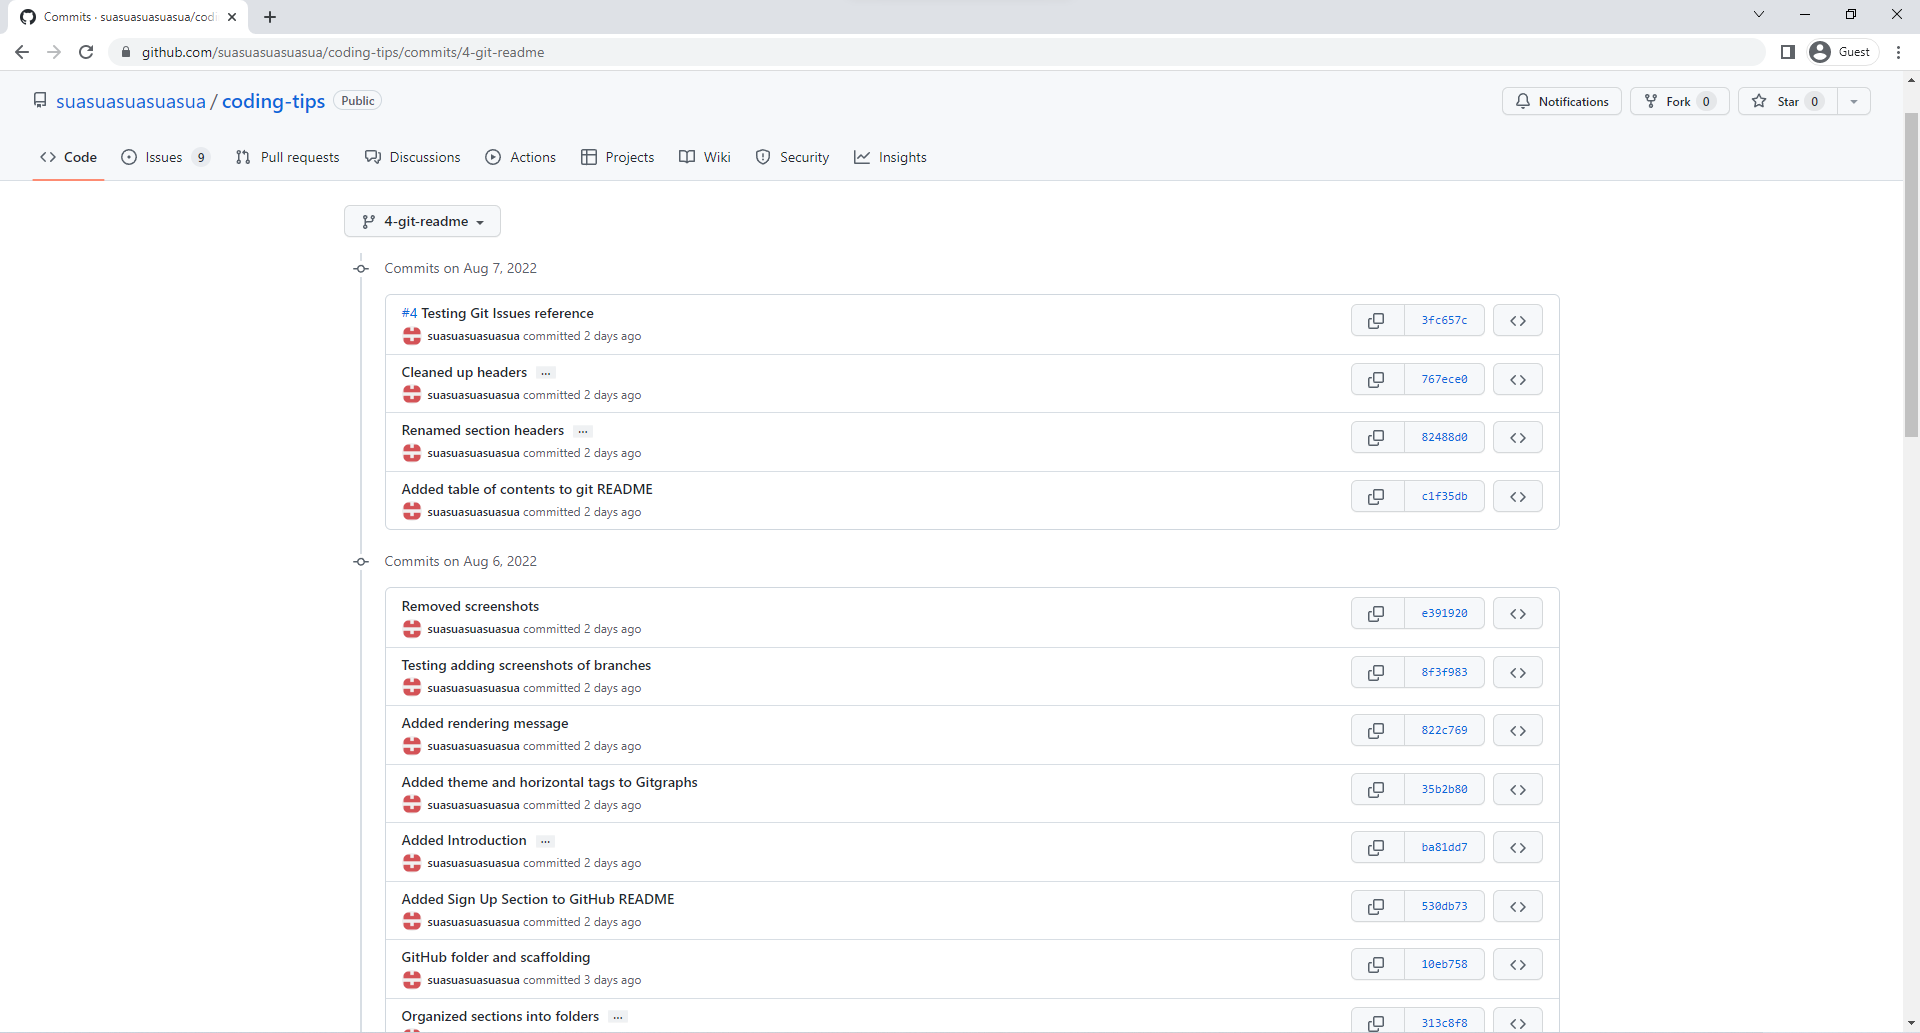 Commits · suasuasuasuasua/codi
github.com/suasuasuasuasua/coding-tips/commits/4-git-readme
Guest
suasuasuasuasua / coding-tips Public
Notifications Fork 0 Star 0
Code Issues 9 Pull requests Discussions Actions Projects Wiki Security Insights
4-git-readme
Commits on Aug 7, 2022
#4 Testing Git Issues reference
suasuasuasuasua committed 2 days ago
3fc657c
Cleaned up headers ...
suasuasuasuasua committed 2 days ago
767ece0
Renamed section headers ...
suasuasuasuasua committed 2 days ago
82488d0
Added table of contents to git README
suasuasuasuasua committed 2 days ago
c1f35db
Commits on Aug 6, 2022
Removed screenshots
suasuasuasuasua committed 2 days ago
e391920
Testing adding screenshots of branches
suasuasuasuasua committed 2 days ago
8f3f983
Added rendering message
suasuasuasuasua committed 2 days ago
822c769
Added theme and horizontal tags to Gitgraphs
suasuasuasuasua committed 2 days ago
35b2b80
Added Introduction ...
suasuasuasuasua committed 2 days ago
ba81dd7
Added Sign Up Section to GitHub README
suasuasuasuasua committed 2 days ago
530db73
GitHub folder and scaffolding
suasuasuasuasua committed 3 days ago
10eb758
Organized sections into folders ...
313c8f8